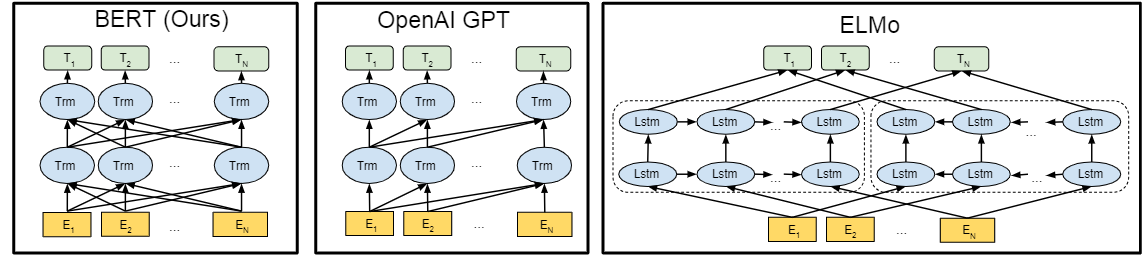 BERT (Ours)
T1 T2 ... TN
Trm Trm ... Trm
Trm Trm ... Trm
E1 E2 ... EN
OpenAI GPT
T1 T2 ... TN
Trm Trm ... Trm
Trm Trm ... Trm
E1 E2 ... EN
ELMo
T1 T2 ... TN
Lstm Lstm ... Lstm Lstm Lstm ... Lstm
Lstm Lstm ... Lstm Lstm Lstm ... Lstm
E1 E2 ... EN